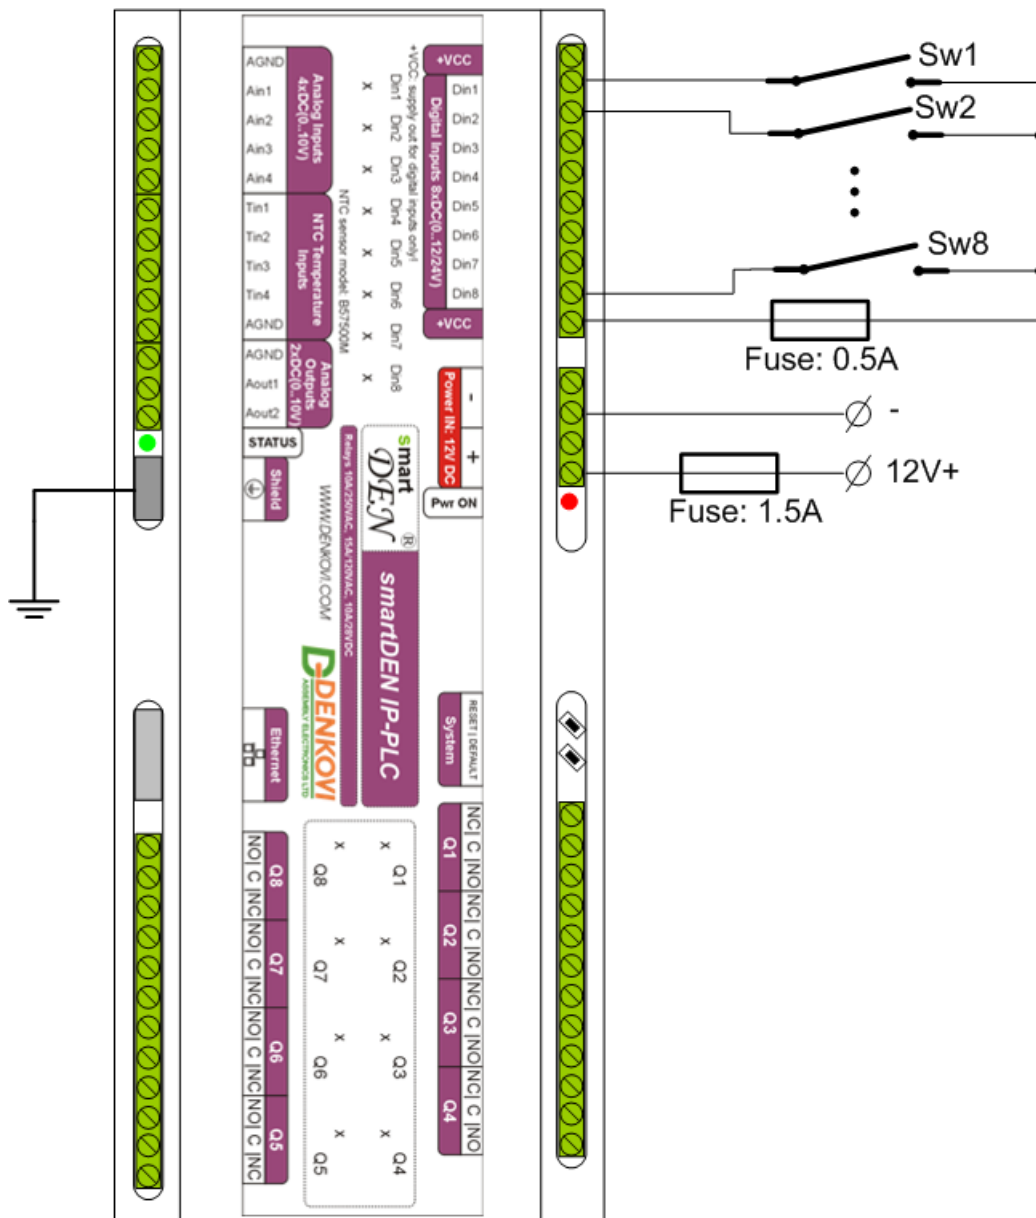 AGND
Ain1
Ain2
Ain3
Ain4
Analog Inputs
4xDC(0..10V)
Tin1
Tin2
Tin3
Tin4
AGND
NTC Temperature
Inputs
AGND
Aout1
Aout2
Analog
Outputs
2xDC(0..10V)
STATUS
Shield
NTC sensor model: B57500M
x x x x x x x x
Din1 Din2 Din3 Din4 Din5 Din6 Din7 Din8
+VCC: supply out for digital inputs only!
+VCC
Digital Inputs 8xDC(0..12/24V)
Din1
Din2
Din3
Din4
Din5
Din6
Din7
Din8
+VCC
- +
Power IN: 12V DC
Pwr ON
smart
DEN ®
smartDEN IP-PLC
Relays 10A/250VAC, 15A/120VAC, 10A/28VDC
WWW.DENKOVI.COM
DENKOVI
ASSEMBLY ELECTRONICS LTD
Ethernet
RESET | DEFAULT
System
NC| C |NO|NC| C |NO|NC| C |NO|NC| C |NO
Q1 Q2 Q3 Q4
NO| C |NC|NO| C |NC|NO| C |NC|NO| C |NC
Q8 Q7 Q6 Q5
x x x x
Q1 Q2 Q3 Q4
x x x x
Q8 Q7 Q6 Q5
Sw1
Sw2
Sw8
Fuse: 0.5A
-
12V+
Fuse: 1.5A